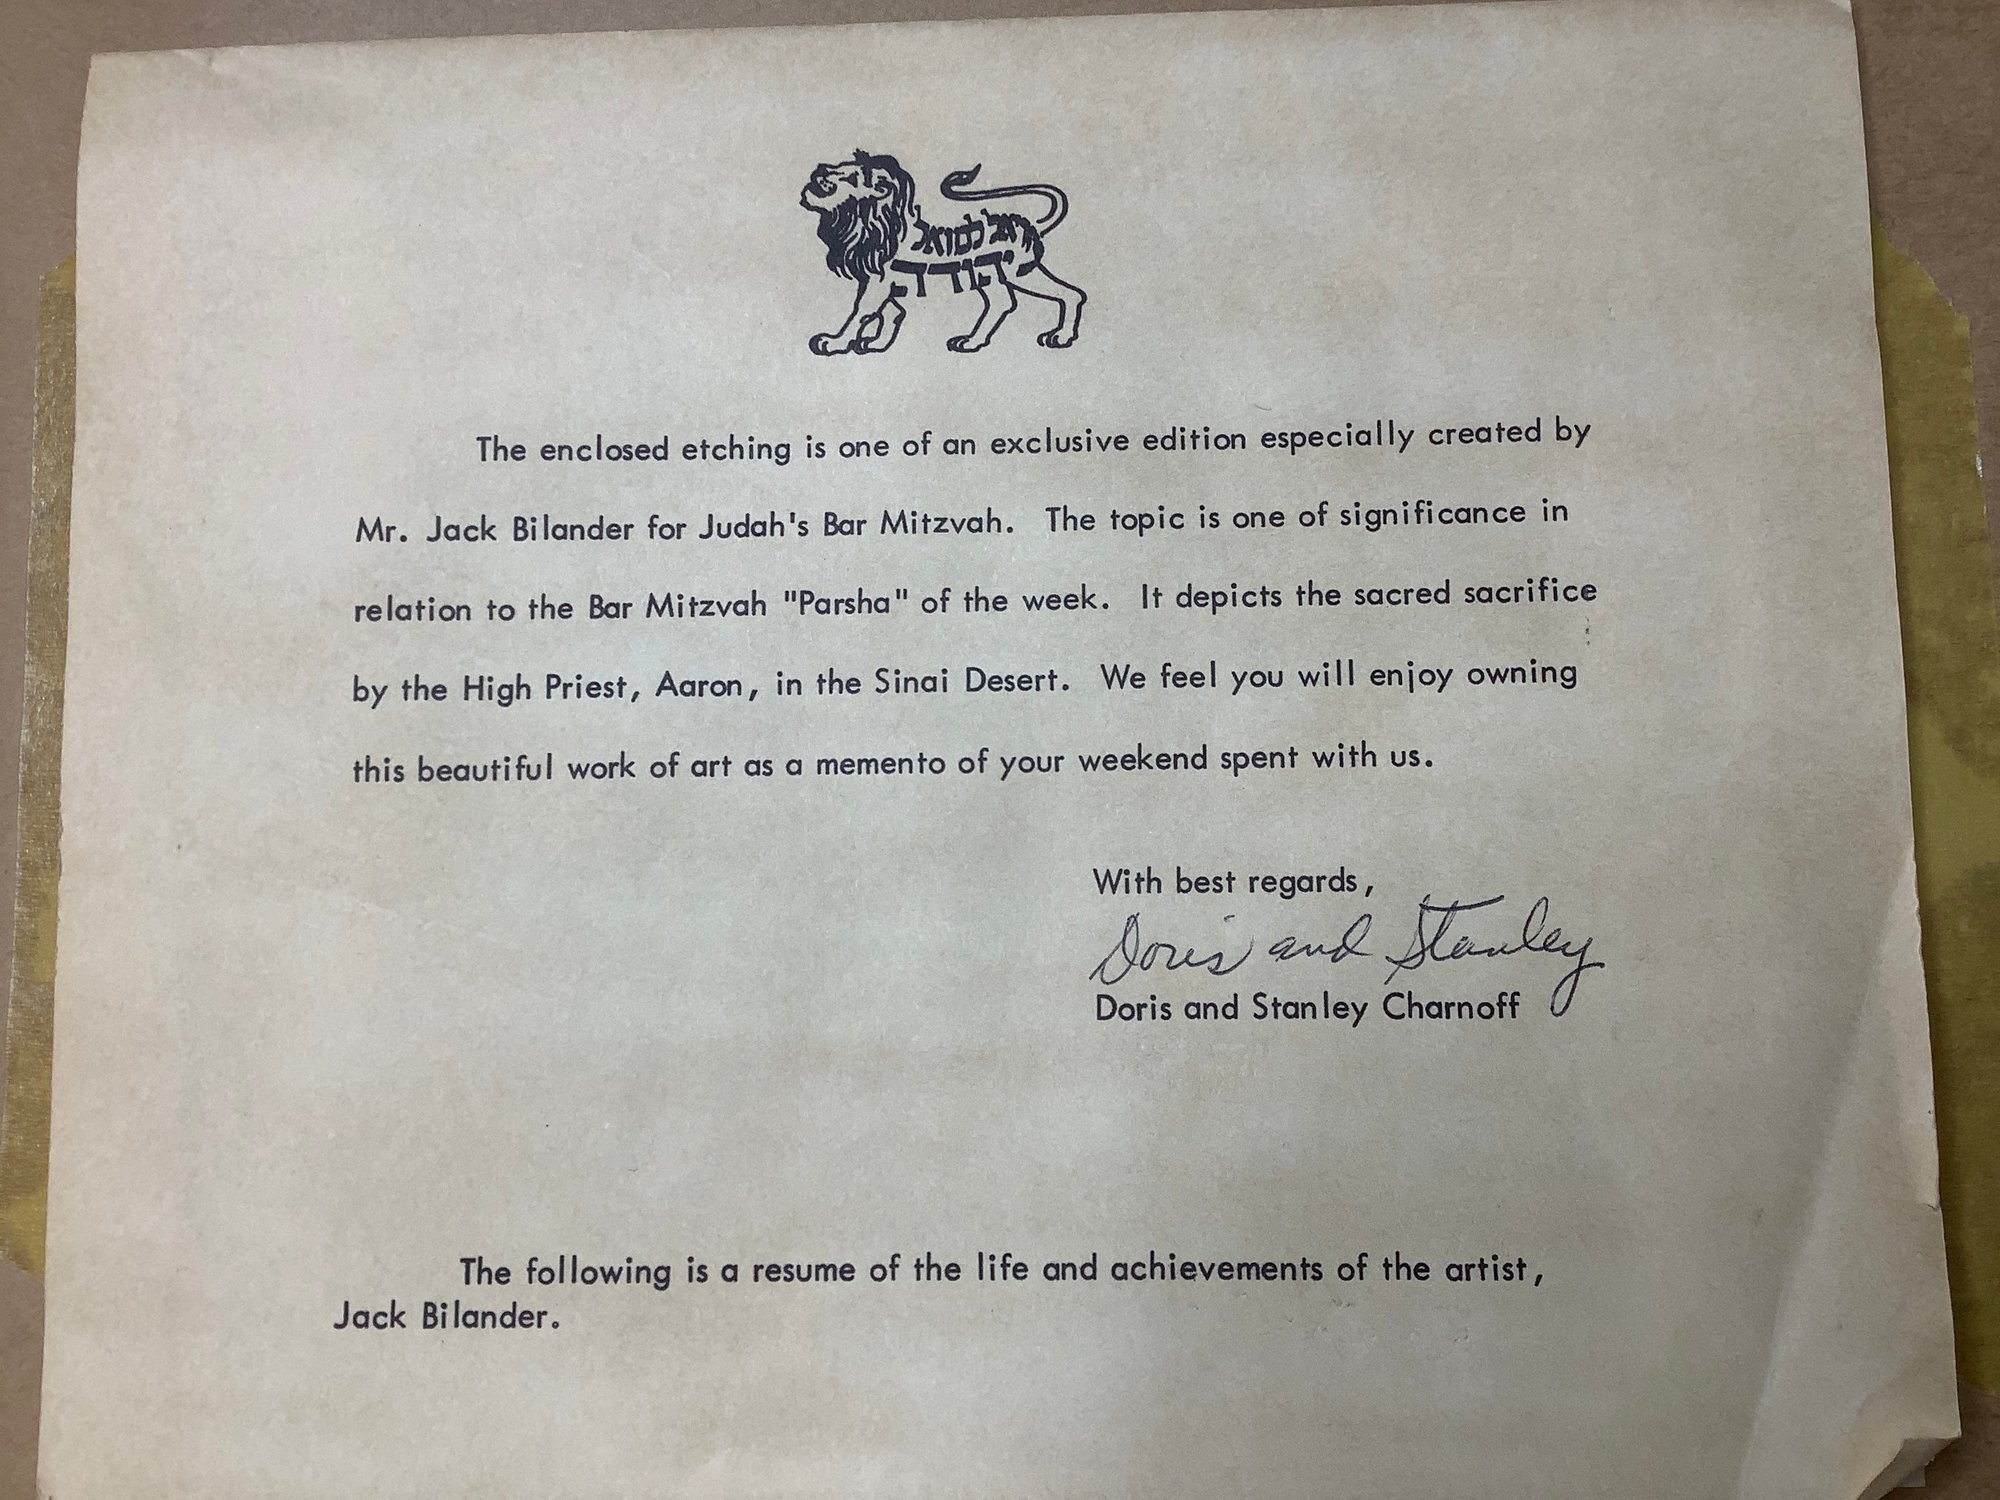 The enclosed etching is one of an exclusive edition especially created by
Mr. Jack Bilander for Judah's Bar Mitzvah. The topic is one of significance in
relation to the Bar Mitzvah "Parsha" of the week. It depicts the sacred sacrifice
by the High Priest, Aaron, in the Sinai Desert. We feel you will enjoy owning
this beautiful work of art as a memento of your weekend spent with us.
With best regards,
Doris and Stanley
Doris and Stanley Charnoff
The following is a resume of the life and achievements of the artist,
Jack Bilander.